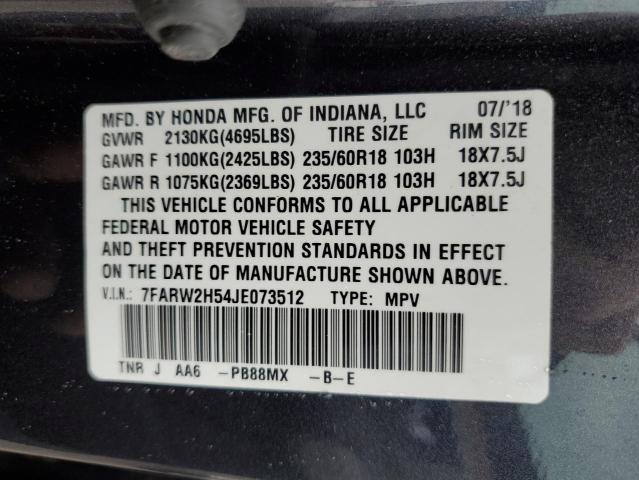 MFD. BY HONDA MFG. OF INDIANA, LLC 07/'18
GVWR 2130KG(4695LBS) TIRE SIZE RIM SIZE
GAWR F 1100KG(2425LBS) 235/60R18 103H 18X7.5J
GAWR R 1075KG(2369LBS) 235/60R18 103H 18X7.5J
THIS VEHICLE CONFORMS TO ALL APPLICABLE
FEDERAL MOTOR VEHICLE SAFETY
AND THEFT PREVENTION STANDARDS IN EFFECT
ON THE DATE OF MANUFACTURE SHOWN ABOVE.
V.I.N.: 7FARW2H54JE073512 TYPE: MPV
TNR J AA6 -PB88MX -B-E